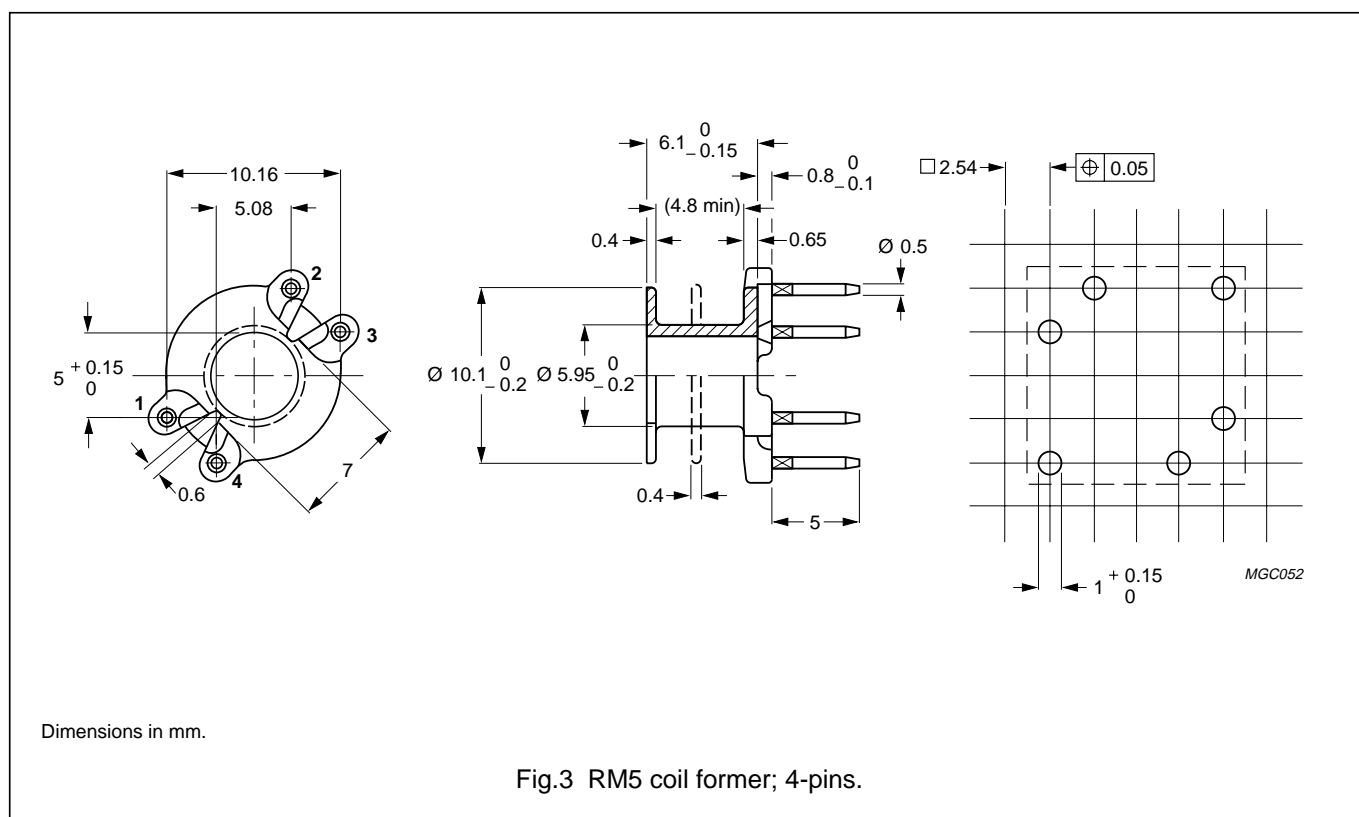 10.16
5.08
2
3
5 + 0.15
0
1
4
0.6
7
6.1 0
– 0.15
0.8 0
– 0.1
(4.8 min)
0.4
0.65
Ø 0.5
Ø 10.1 0
– 0.2
Ø 5.95 0
– 0.2
0.4
5
□ 2.54
⌖ 0.05
1 + 0.15
0
MGC052
Dimensions in mm.
Fig.3 RM5 coil former; 4-pins.